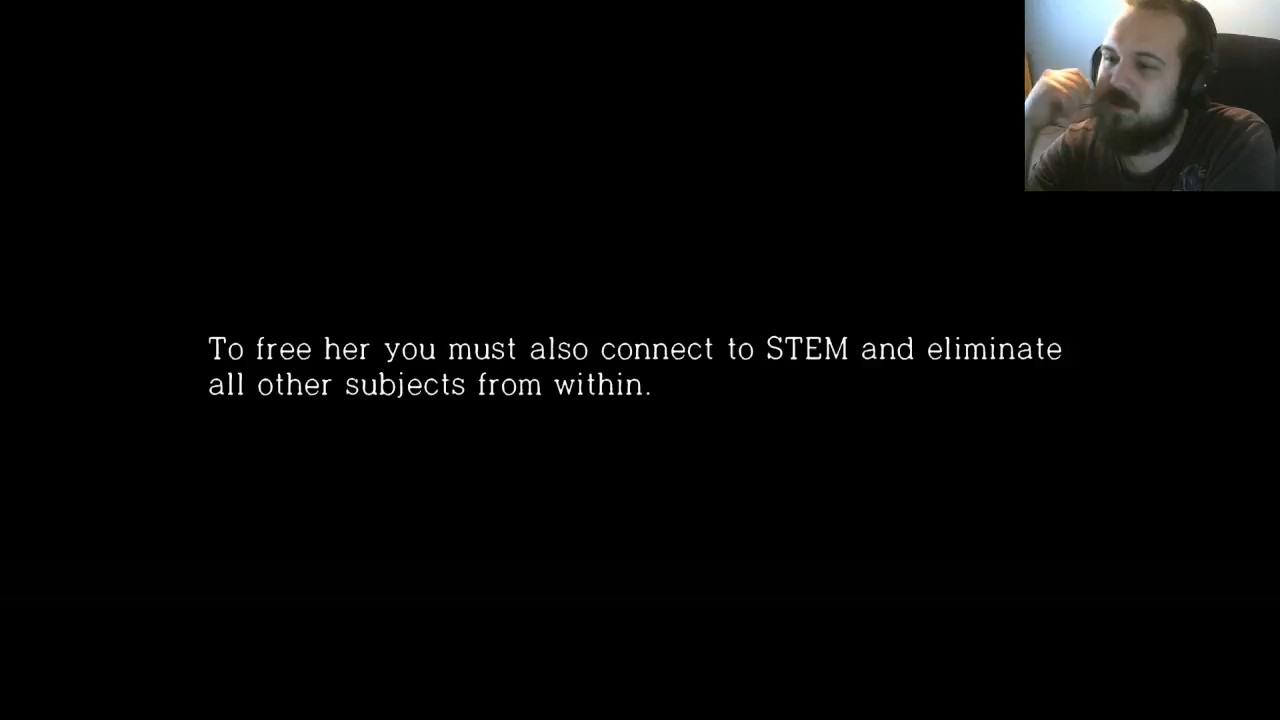 To free her you must also connect to STEM and eliminate
all other subjects from within.